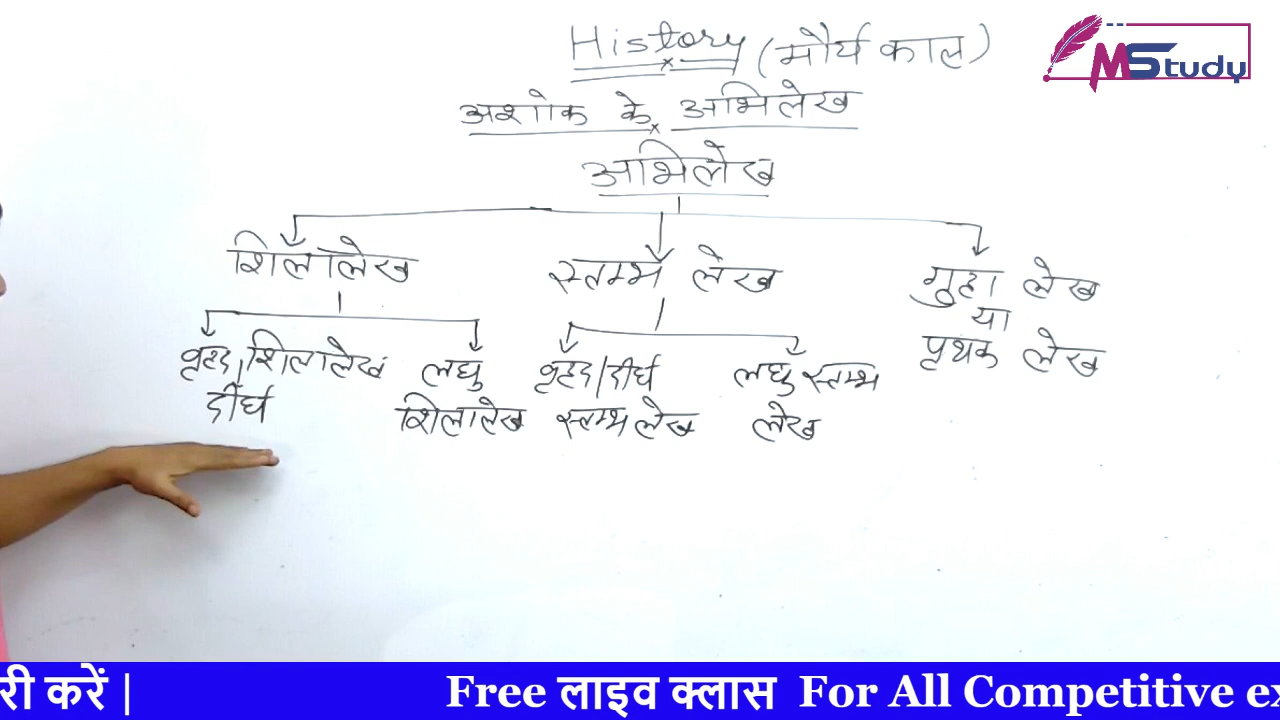 History (मौर्य काल)
MStudy
अशोक के अभिलेख
अभिलेख
शिलालेख स्तम्भ लेख गुहा लेख
या
पृथक लेख
वृहद/शिलालेख लघु वृहद/दीर्घ लघु स्तम्भ
दीर्घ शिलालेख स्तम्भ लेख लेख
री करें | Free लाइव क्लास For All Competitive ex